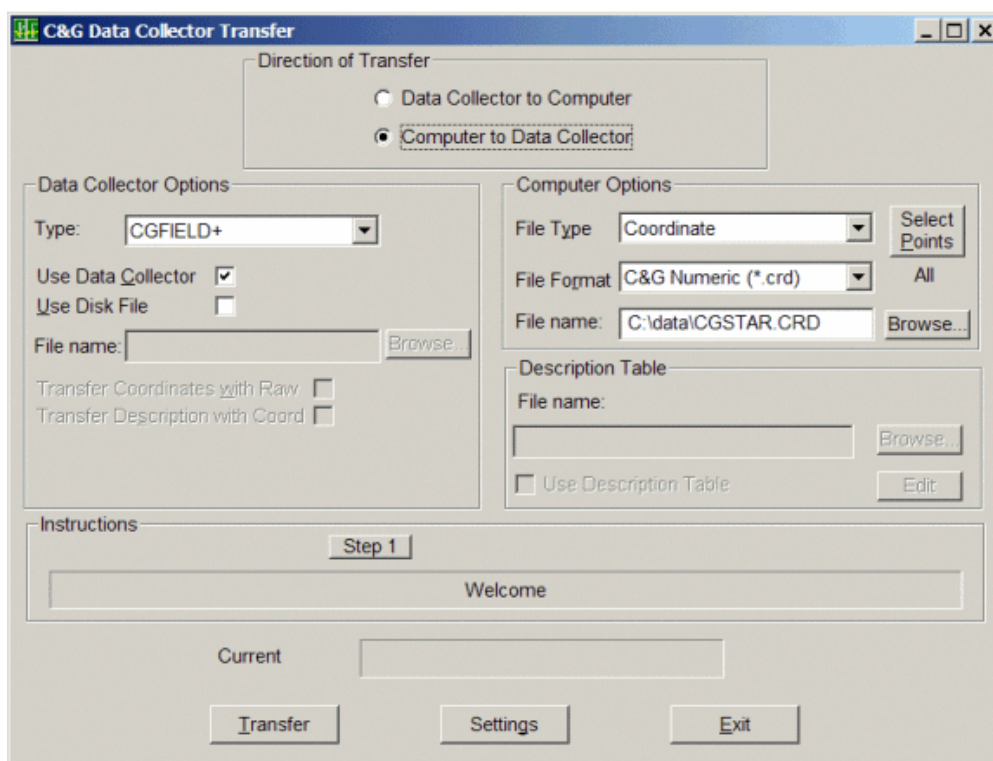 C&G Data Collector Transfer
Direction of Transfer
Data Collector to Computer
Computer to Data Collector
Data Collector Options
Type: CGFIELD+
Use Data Collector
Use Disk File
File name: Browse...
Transfer Coordinates with Raw
Transfer Description with Coord
Computer Options
File Type Coordinate Select Points
File Format C&G Numeric (*.crd) All
File name: C:\data\CGSTAR.CRD Browse...
Description Table
File name:
Browse...
Use Description Table Edit
Instructions
Step 1
Welcome
Current
Transfer Settings Exit